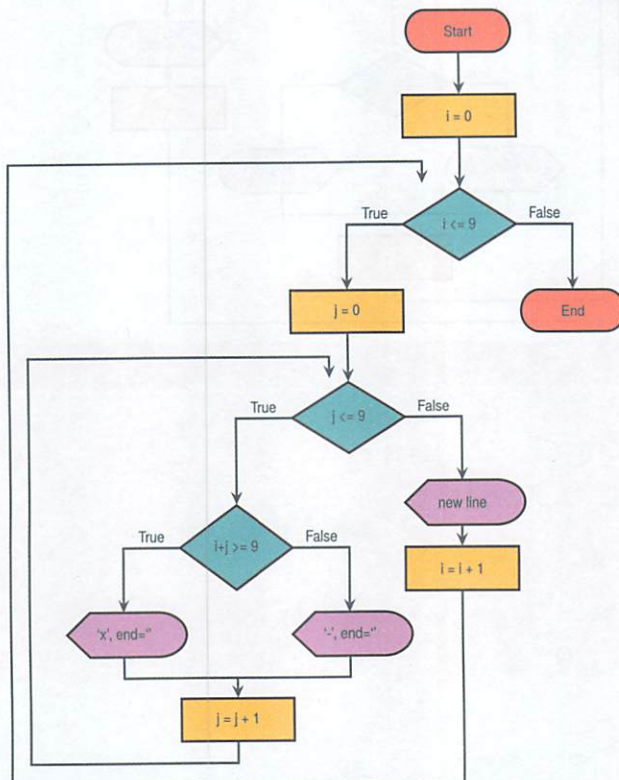 Start
i = 0
i <= 9
True
False
j = 0
End
j <= 9
True
False
new line
i+j >= 9
True
False
i = i + 1
'x', end=''
'-', end=''
j = j + 1